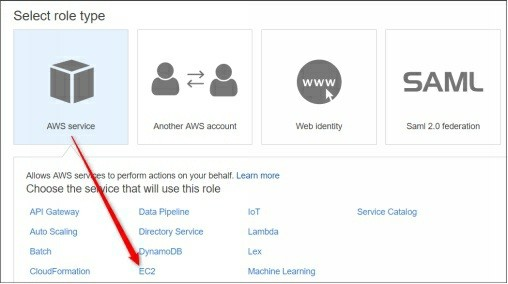 Select role type
WWW
SAML
AWS service
Another AWS account
Web identity
Saml 2.0 federation
Allows AWS services to perform actions on your behalf. Learn more
Choose the service that will use this role
API Gateway Data Pipeline IoT Service Catalog
Auto Scaling Directory Service Lambda
Batch DynamoDB Lex
CloudFormation EC2 Machine Learning